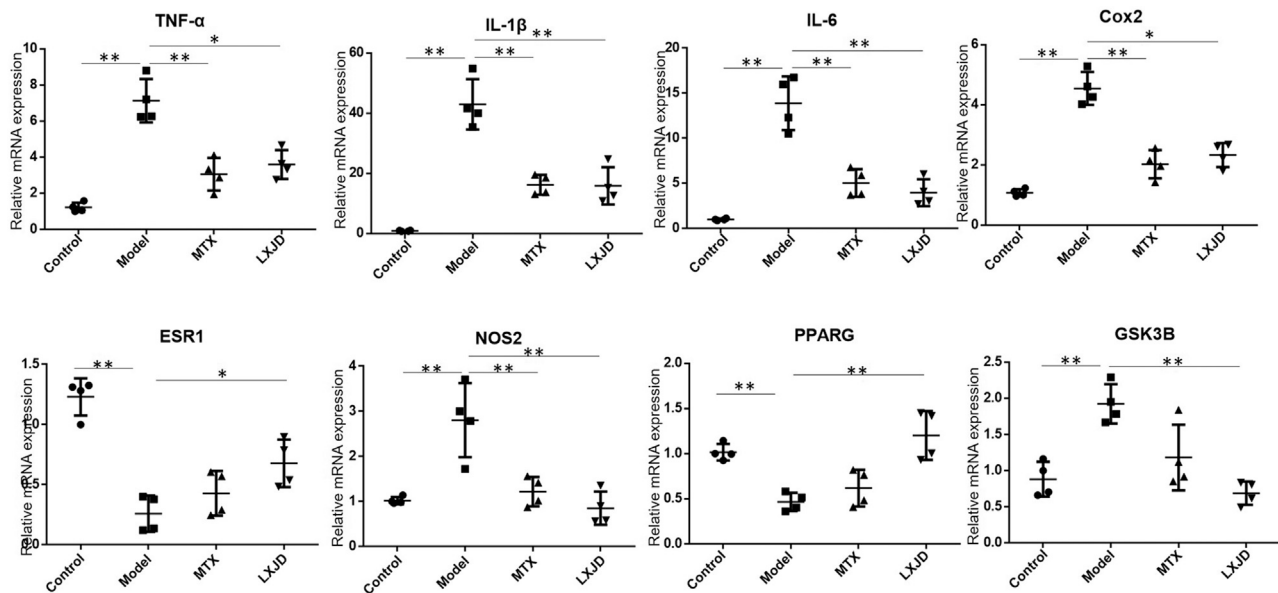 TNF-α
Relative mRNA expression
10
8
6
4
2
0
** ** *
Control Model MTX LXJD
IL-1β
Relative mRNA expression
60
40
20
0
** ** **
Control Model MTX LXJD
IL-6
Relative mRNA expression
20
15
10
5
0
** ** **
Control Model MTX LXJD
Cox2
Relative mRNA expression
6
4
2
0
** ** *
Control Model MTX LXJD
ESR1
Relative mRNA expression
1.5
1.0
0.5
0.0
** *
Control Model MTX LXJD
NOS2
Relative mRNA expression
4
3
2
1
0
** ** **
Control Model MTX LXJD
PPARG
Relative mRNA expression
1.5
1.0
0.5
0.0
** **
Control Model MTX LXJD
GSK3B
Relative mRNA expression
2.5
2.0
1.5
1.0
0.5
0.0
** **
Control Model MTX LXJD